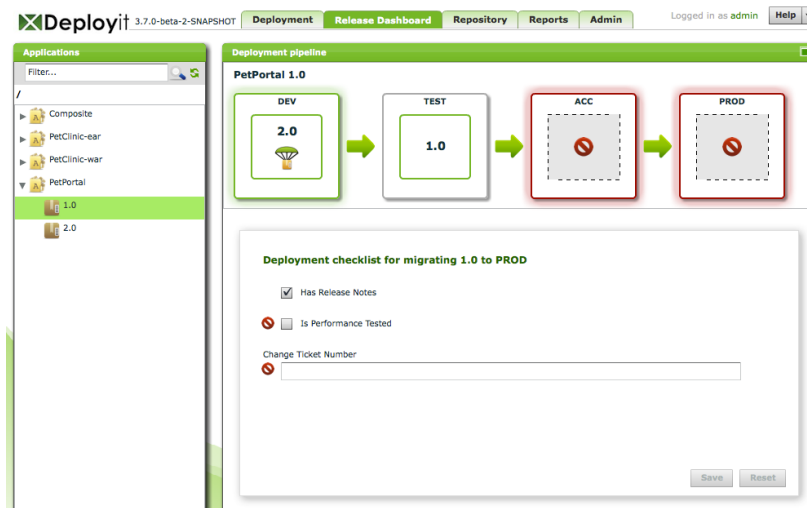 Deployit 3.7.0-beta-2-SNAPSHOT Deployment Release Dashboard Repository Reports Admin Logged in as admin Help
Applications
Filter...
/
Composite
PetClinic-ear
PetClinic-war
PetPortal
1.0
2.0
Deployment pipeline
PetPortal 1.0
DEV TEST ACC PROD
2.0 1.0
Deployment checklist for migrating 1.0 to PROD
Has Release Notes
Is Performance Tested
Change Ticket Number
Save Reset